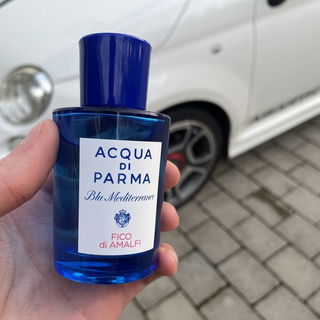 ACQUA
DI
PARMA
Blu Mediterraneo
FICO
di AMALFI